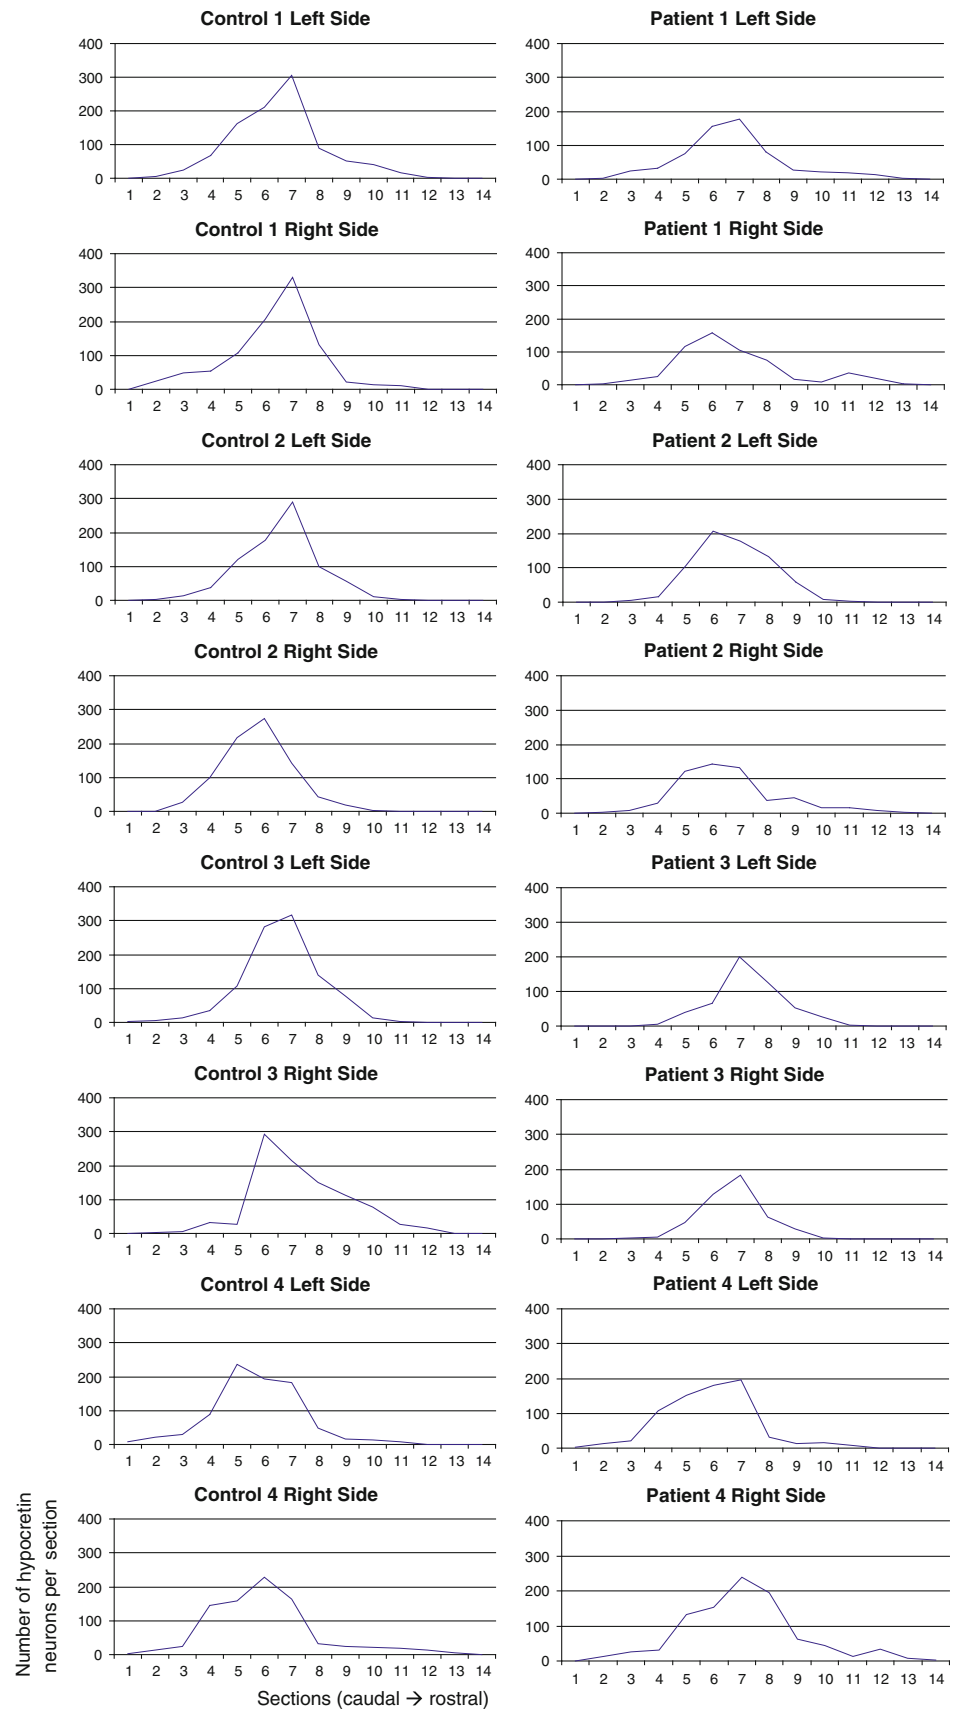 Control 1 Left Side
400
300
200
100
0
1 2 3 4 5 6 7 8 9 10 11 12 13 14
Patient 1 Left Side
400
300
200
100
0
1 2 3 4 5 6 7 8 9 10 11 12 13 14
Control 1 Right Side
400
300
200
100
0
1 2 3 4 5 6 7 8 9 10 11 12 13 14
Patient 1 Right Side
400
300
200
100
0
1 2 3 4 5 6 7 8 9 10 11 12 13 14
Control 2 Left Side
400
300
200
100
0
1 2 3 4 5 6 7 8 9 10 11 12 13 14
Patient 2 Left Side
400
300
200
100
0
1 2 3 4 5 6 7 8 9 10 11 12 13 14
Control 2 Right Side
400
300
200
100
0
1 2 3 4 5 6 7 8 9 10 11 12 13 14
Patient 2 Right Side
400
300
200
100
0
1 2 3 4 5 6 7 8 9 10 11 12 13 14
Control 3 Left Side
400
300
200
100
0
1 2 3 4 5 6 7 8 9 10 11 12 13 14
Patient 3 Left Side
400
300
200
100
0
1 2 3 4 5 6 7 8 9 10 11 12 13 14
Control 3 Right Side
400
300
200
100
0
1 2 3 4 5 6 7 8 9 10 11 12 13 14
Patient 3 Right Side
400
300
200
100
0
1 2 3 4 5 6 7 8 9 10 11 12 13 14
Control 4 Left Side
400
300
200
100
0
1 2 3 4 5 6 7 8 9 10 11 12 13 14
Patient 4 Left Side
400
300
200
100
0
1 2 3 4 5 6 7 8 9 10 11 12 13 14
Control 4 Right Side
400
300
200
100
0
1 2 3 4 5 6 7 8 9 10 11 12 13 14
Patient 4 Right Side
400
300
200
100
0
1 2 3 4 5 6 7 8 9 10 11 12 13 14
Number of hypocretin
neurons per section
Sections (caudal → rostral)